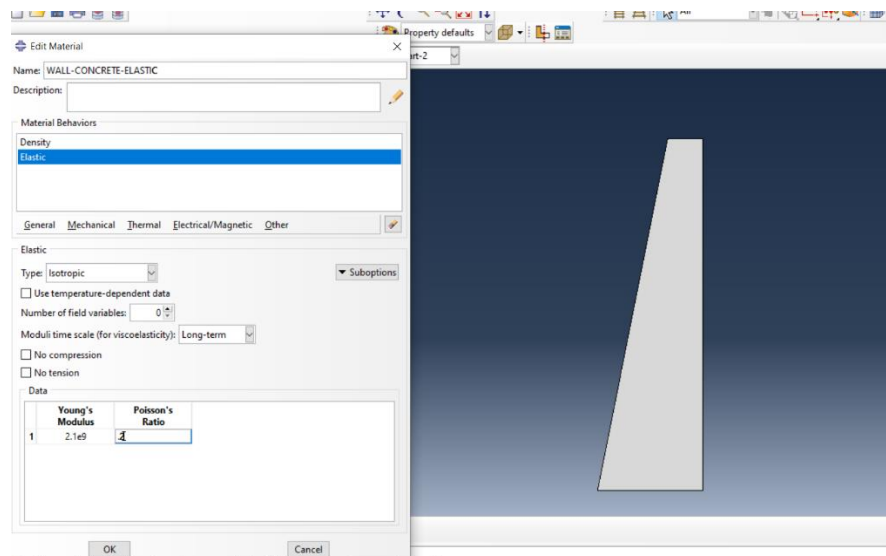 Property defaults
Edit Material
Name: WALL-CONCRETE-ELASTIC
Description:
Material Behaviors
Density
Elastic
General Mechanical Thermal Electrical/Magnetic Other
Elastic
Type: Isotropic
Suboptions
Use temperature-dependent data
Number of field variables: 0
Moduli time scale (for viscoelasticity): Long-term
No compression
No tension
Data
Young's Modulus
Poisson's Ratio
1 2.1e9
OK Cancel